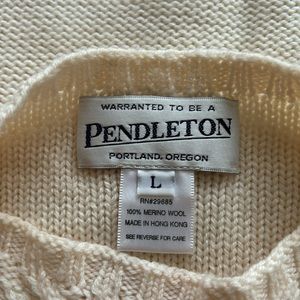 WARRANTED TO BE A
PENDLETON
PORTLAND, OREGON
L
RN#29685
100% MERINO WOOL
MADE IN HONG KONG
SEE REVERSE FOR CARE